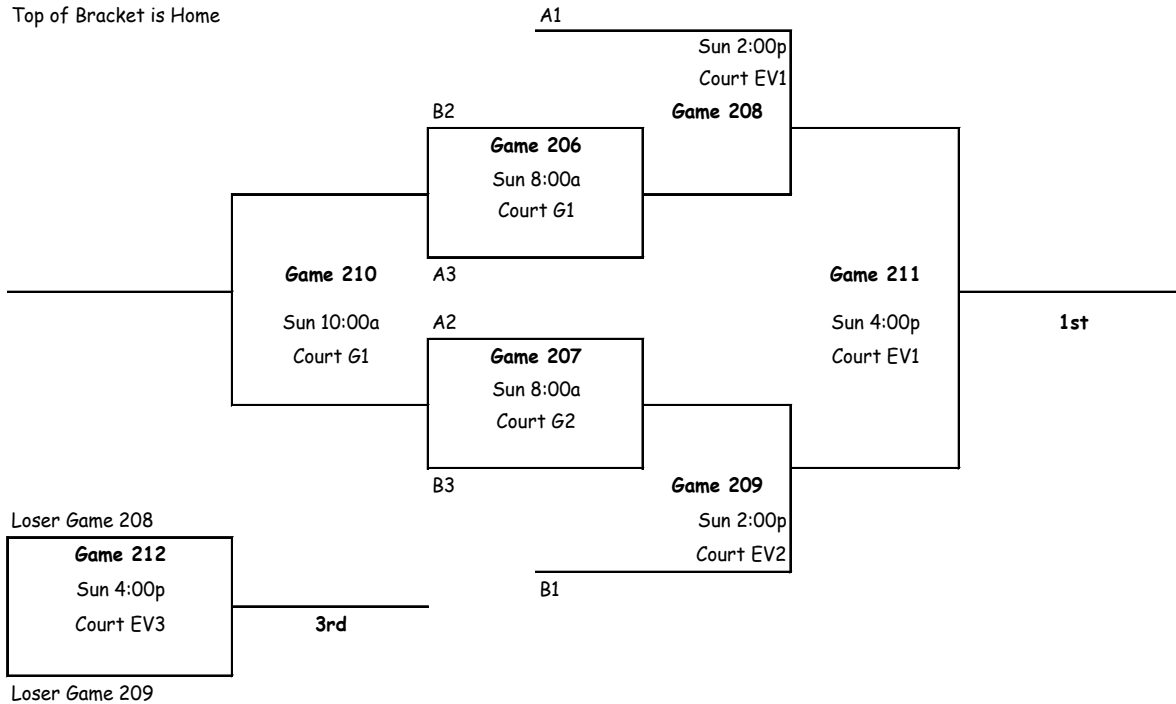 Top of Bracket is Home
A1
Sun 2:00p
Court EV1
Game 208
B2
Game 206
Sun 8:00a
Court G1
A3
Game 210
Sun 10:00a
Court G1
Game 211
Sun 4:00p
Court EV1
1st
A2
Game 207
Sun 8:00a
Court G2
B3
Game 209
Sun 2:00p
Court EV2
B1
Loser Game 208
Game 212
Sun 4:00p
Court EV3
3rd
Loser Game 209